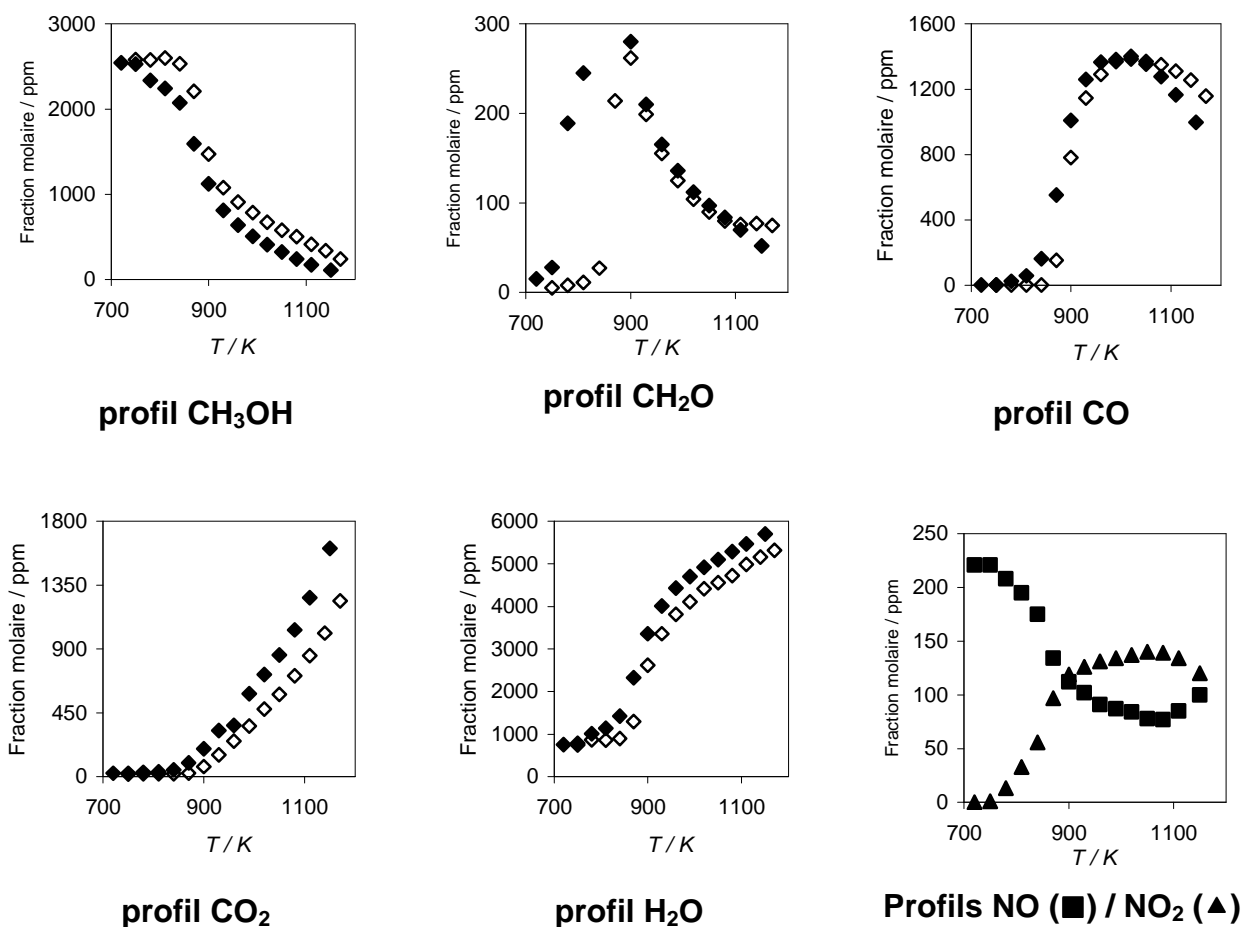 3000
2000
1000
0
700
900
1100
Fraction molaire / ppm
T / K
profil CH₃OH
300
200
100
0
700
900
1100
Fraction molaire / ppm
T / K
profil CH₂O
1600
1200
800
400
0
700
900
1100
Fraction molaire / ppm
T / K
profil CO
1800
1350
900
450
0
700
900
1100
Fraction molaire / ppm
T / K
profil CO₂
6000
5000
4000
3000
2000
1000
0
700
900
1100
Fraction molaire / ppm
T / K
profil H₂O
250
200
150
100
50
0
700
900
1100
Fraction molaire / ppm
T / K
Profils NO (■) / NO₂ (▲)